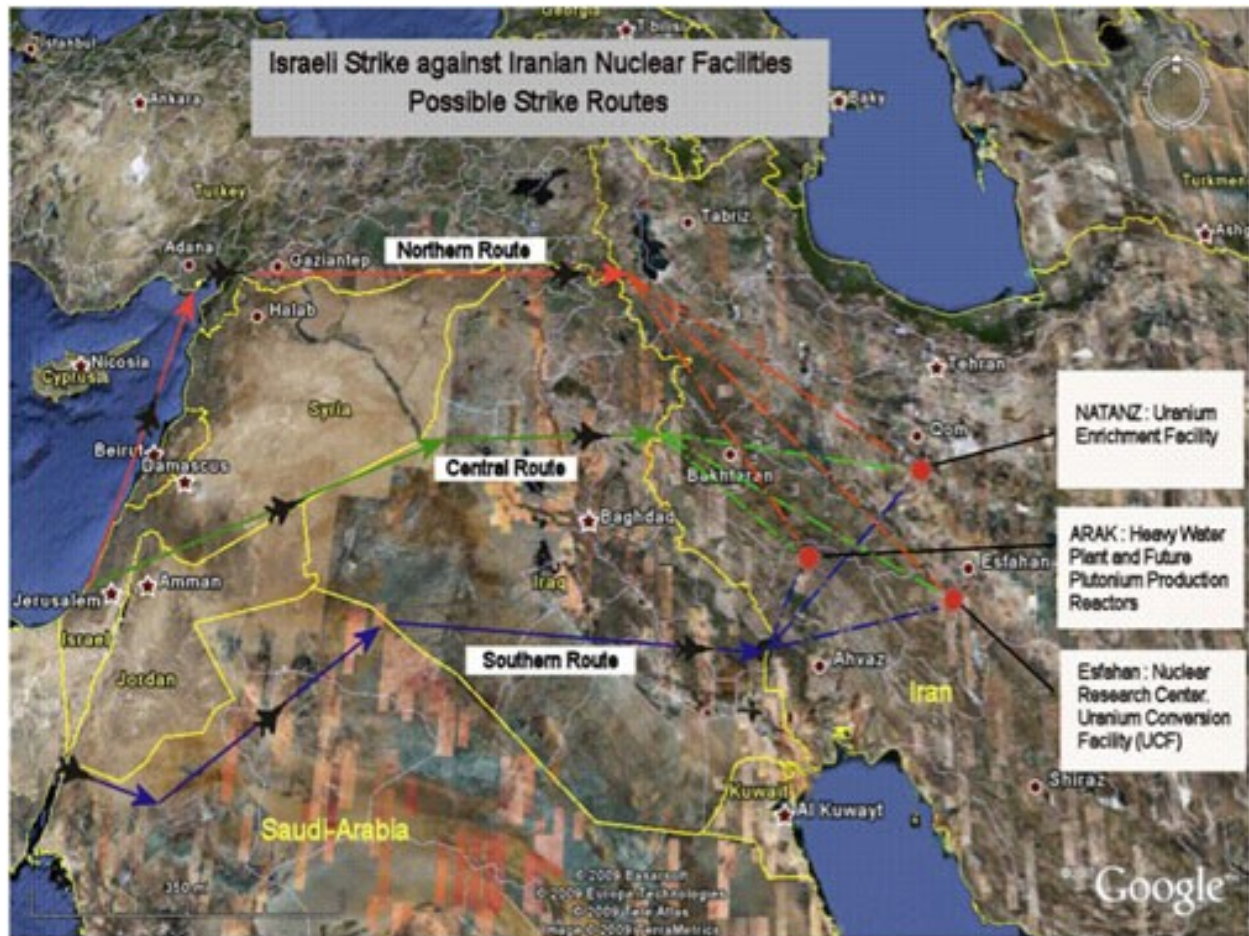 Israeli Strike against Iranian Nuclear Facilities
Possible Strike Routes
Georgia
Tbilisi
Istanbul
Ankara
Baky
Turkey
Turkmen
Ashg
Tabriz
Adana
Gaziantep
Northern Route
Halab
Nicosia
Cyprus
Tehran
Syria
NATANZ : Uranium
Enrichment Facility
Qom
Beirut
Damascus
Central Route
Bakhtaran
Baghdad
ARAK : Heavy Water
Plant and Future
Plutonium Production
Reactors
Esfahan
Iraq
Amman
Jerusalem
Israel
Jordan
Southern Route
Ahvaz
Iran
Esfahan : Nuclear
Research Center.
Uranium Conversion
Facility (UCF)
Shiraz
Kuwait
Al Kuwayt
Saudi-Arabia
350 mi
© 2009 Basarsoft
© 2009 Europa Technologies
© 2009 Tele Atlas
Image © 2009 TerraMetrics
Google